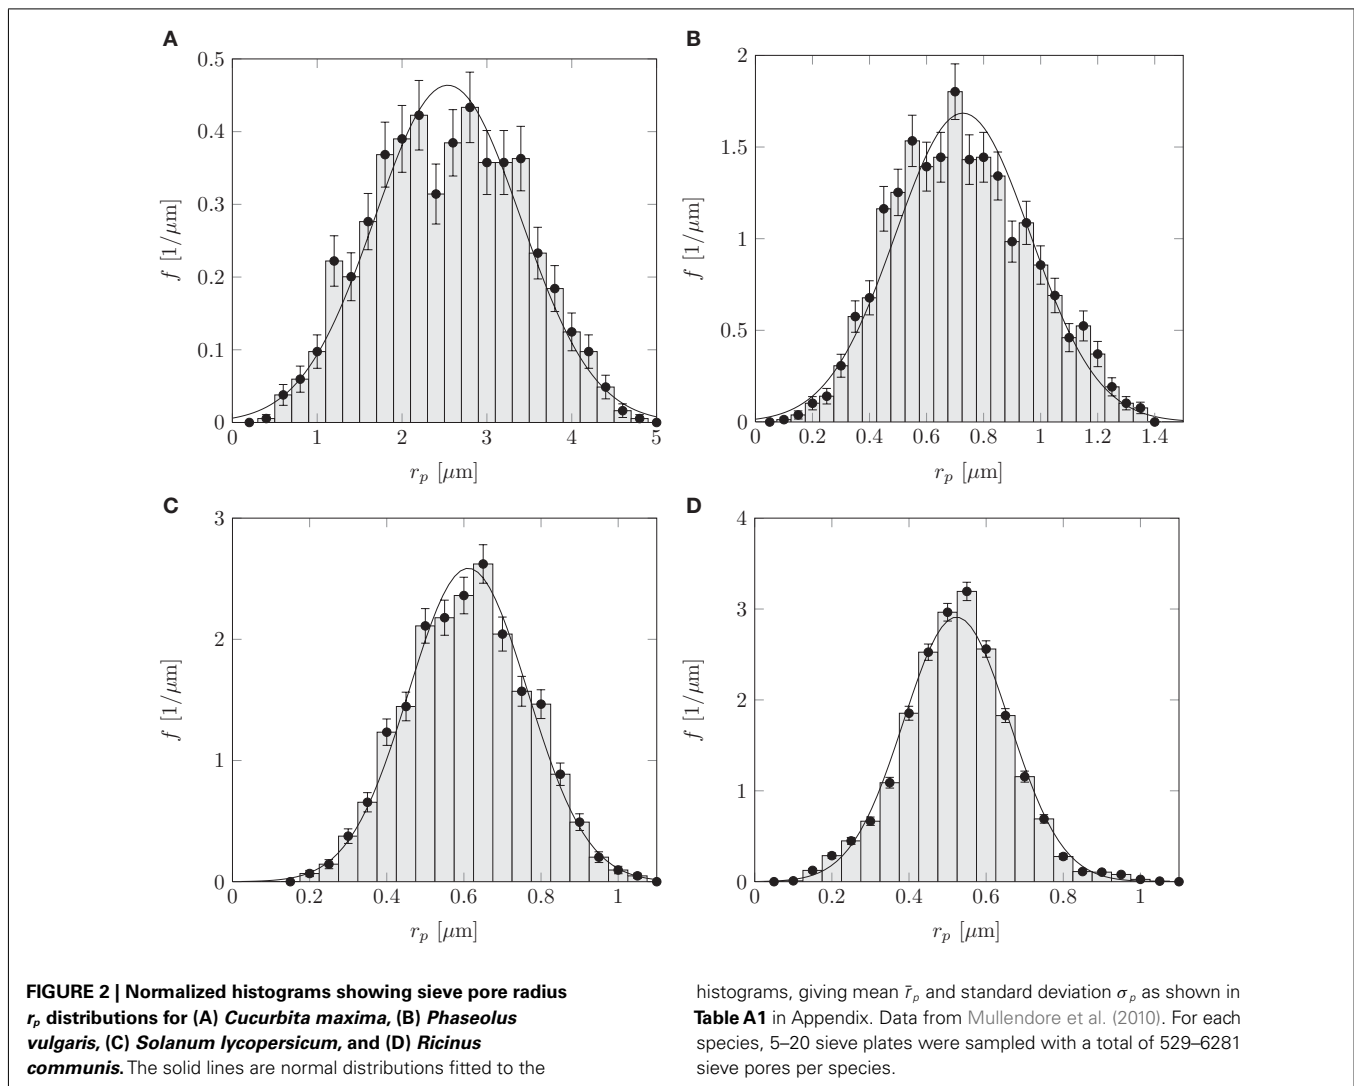 A
0.5
0.4
0.3
0.2
0.1
0
f [1/μm]
0 1 2 3 4 5
r_p [μm]
B
2
1.5
1
0.5
0
f [1/μm]
0 0.2 0.4 0.6 0.8 1 1.2 1.4
r_p [μm]
C
3
2
1
0
f [1/μm]
0 0.2 0.4 0.6 0.8 1
r_p [μm]
D
4
3
2
1
0
f [1/μm]
0 0.2 0.4 0.6 0.8 1
r_p [μm]
FIGURE 2 | Normalized histograms showing sieve pore radius
r_p distributions for (A) Cucurbita maxima, (B) Phaseolus
vulgaris, (C) Solanum lycopersicum, and (D) Ricinus
communis. The solid lines are normal distributions fitted to the
histograms, giving mean r̄_p and standard deviation σ_p as shown in
Table A1 in Appendix. Data from Mullendore et al. (2010). For each
species, 5–20 sieve plates were sampled with a total of 529–6281
sieve pores per species.